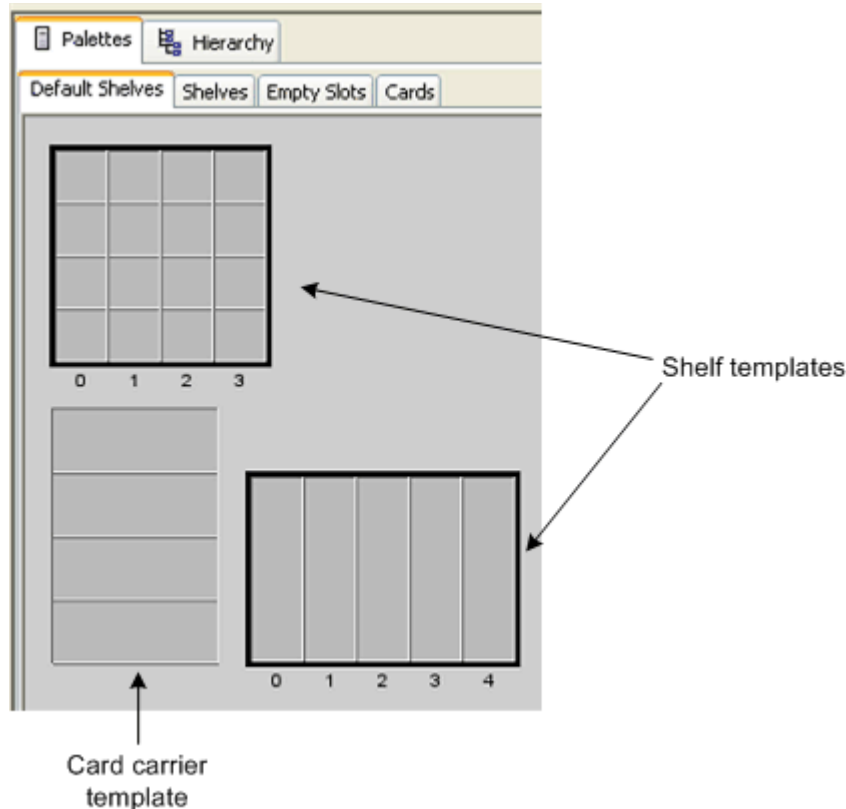 Palettes Hierarchy
Default Shelves Shelves Empty Slots Cards
0 1 2 3
Shelf templates
0 1 2 3 4
Card carrier
template